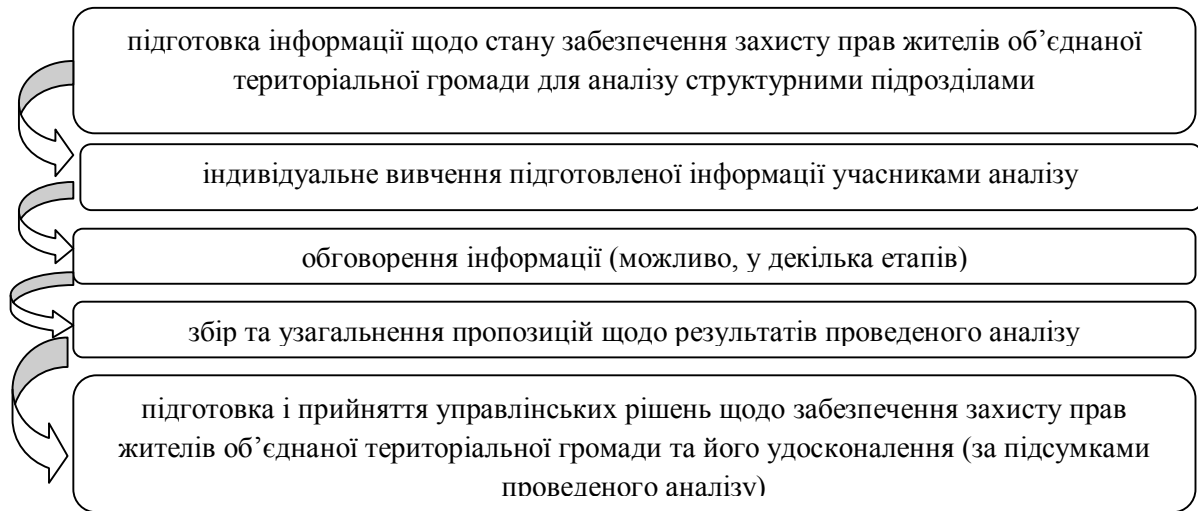 підготовка інформації щодо стану забезпечення захисту прав жителів об’єднаної
територіальної громади для аналізу структурними підрозділами
індивідуальне вивчення підготовленої інформації учасниками аналізу
обговорення інформації (можливо, у декілька етапів)
збір та узагальнення пропозицій щодо результатів проведеного аналізу
підготовка і прийняття управлінських рішень щодо забезпечення захисту прав
жителів об’єднаної територіальної громади та його удосконалення (за підсумками
проведеного аналізу)